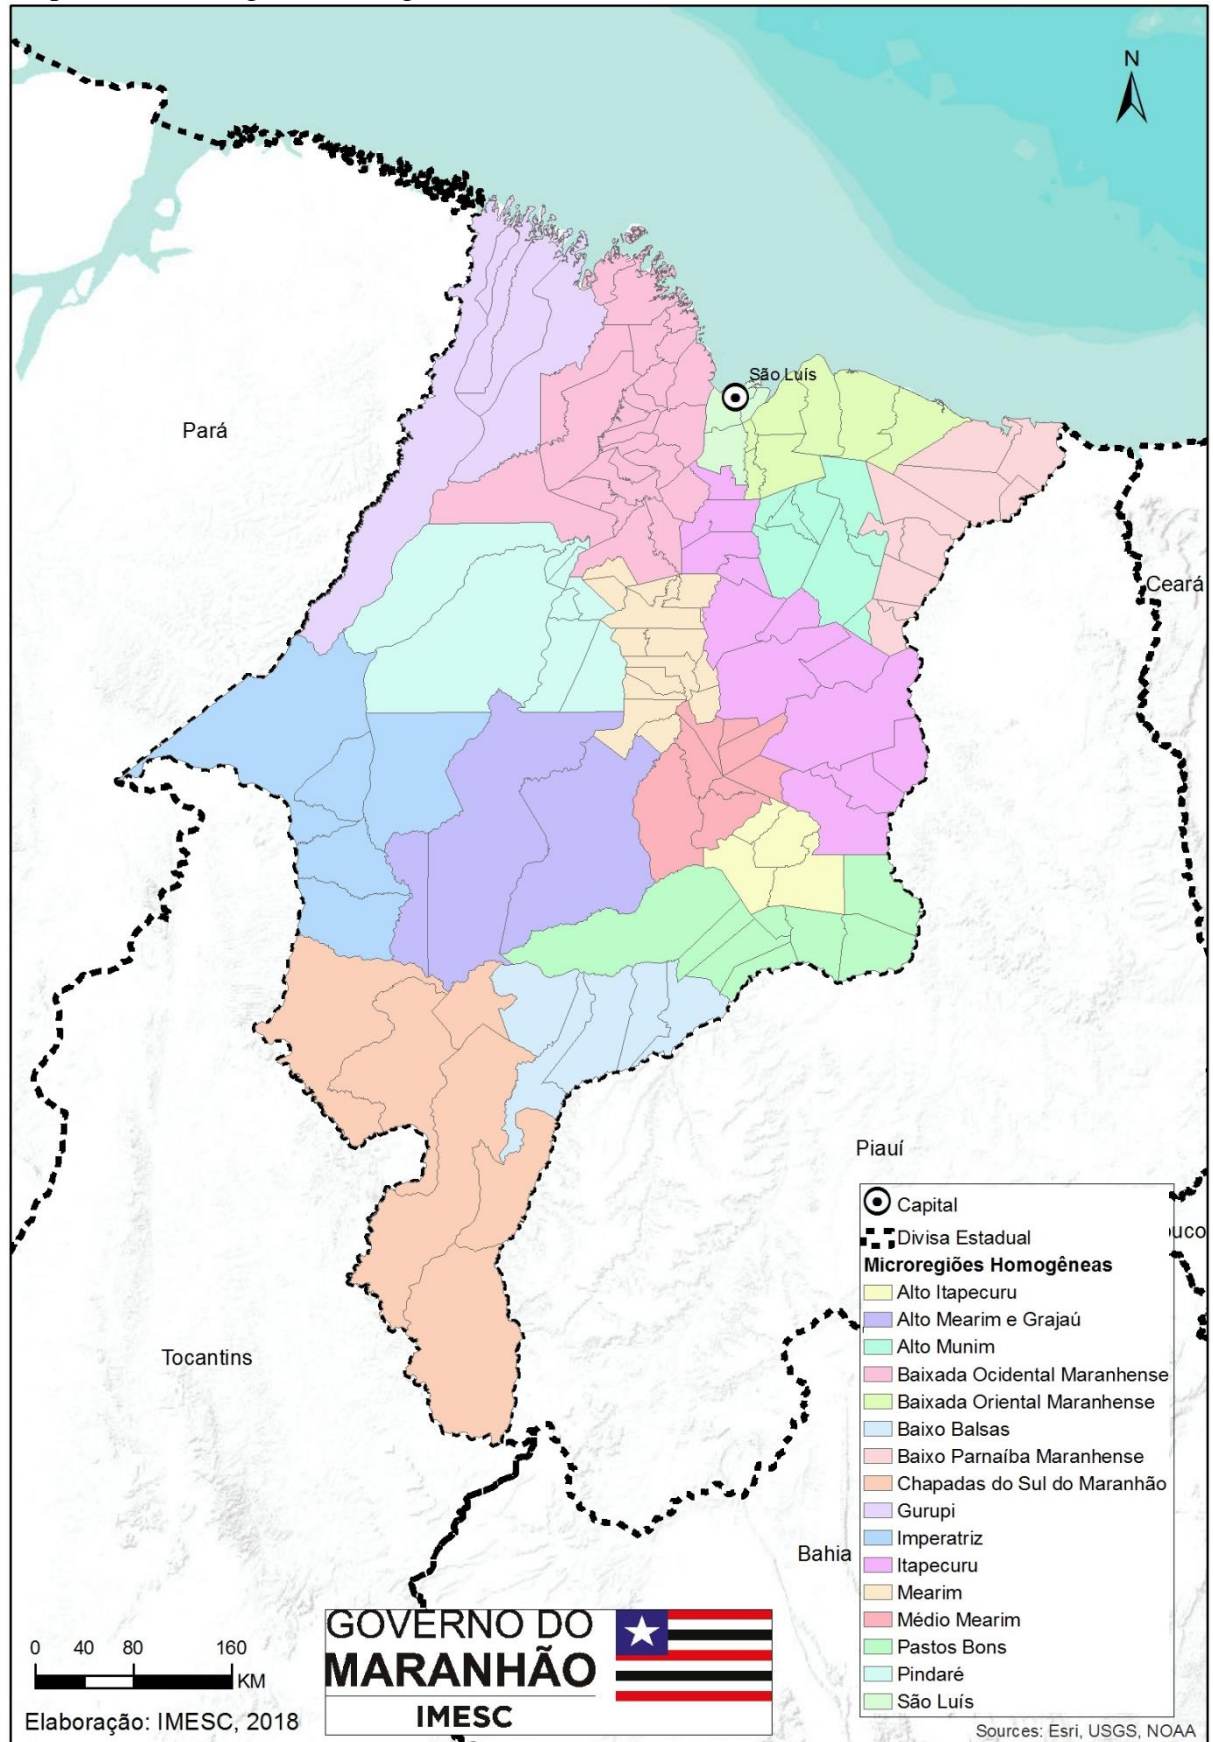 N
São Luís
Pará
Ceará
Piauí
Tocantins
Bahia
uco
Capital
Divisa Estadual
Microregiões Homogêneas
Alto Itapecuru
Alto Mearim e Grajaú
Alto Munim
Baixada Ocidental Maranhense
Baixada Oriental Maranhense
Baixo Balsas
Baixo Parnaíba Maranhense
Chapadas do Sul do Maranhão
Gurupi
Imperatriz
Itapecuru
Mearim
Médio Mearim
Pastos Bons
Pindaré
São Luís
GOVERNO DO
MARANHÃO
IMESC
0 40 80 160
KM
Elaboração: IMESC, 2018
Sources: Esri, USGS, NOAA